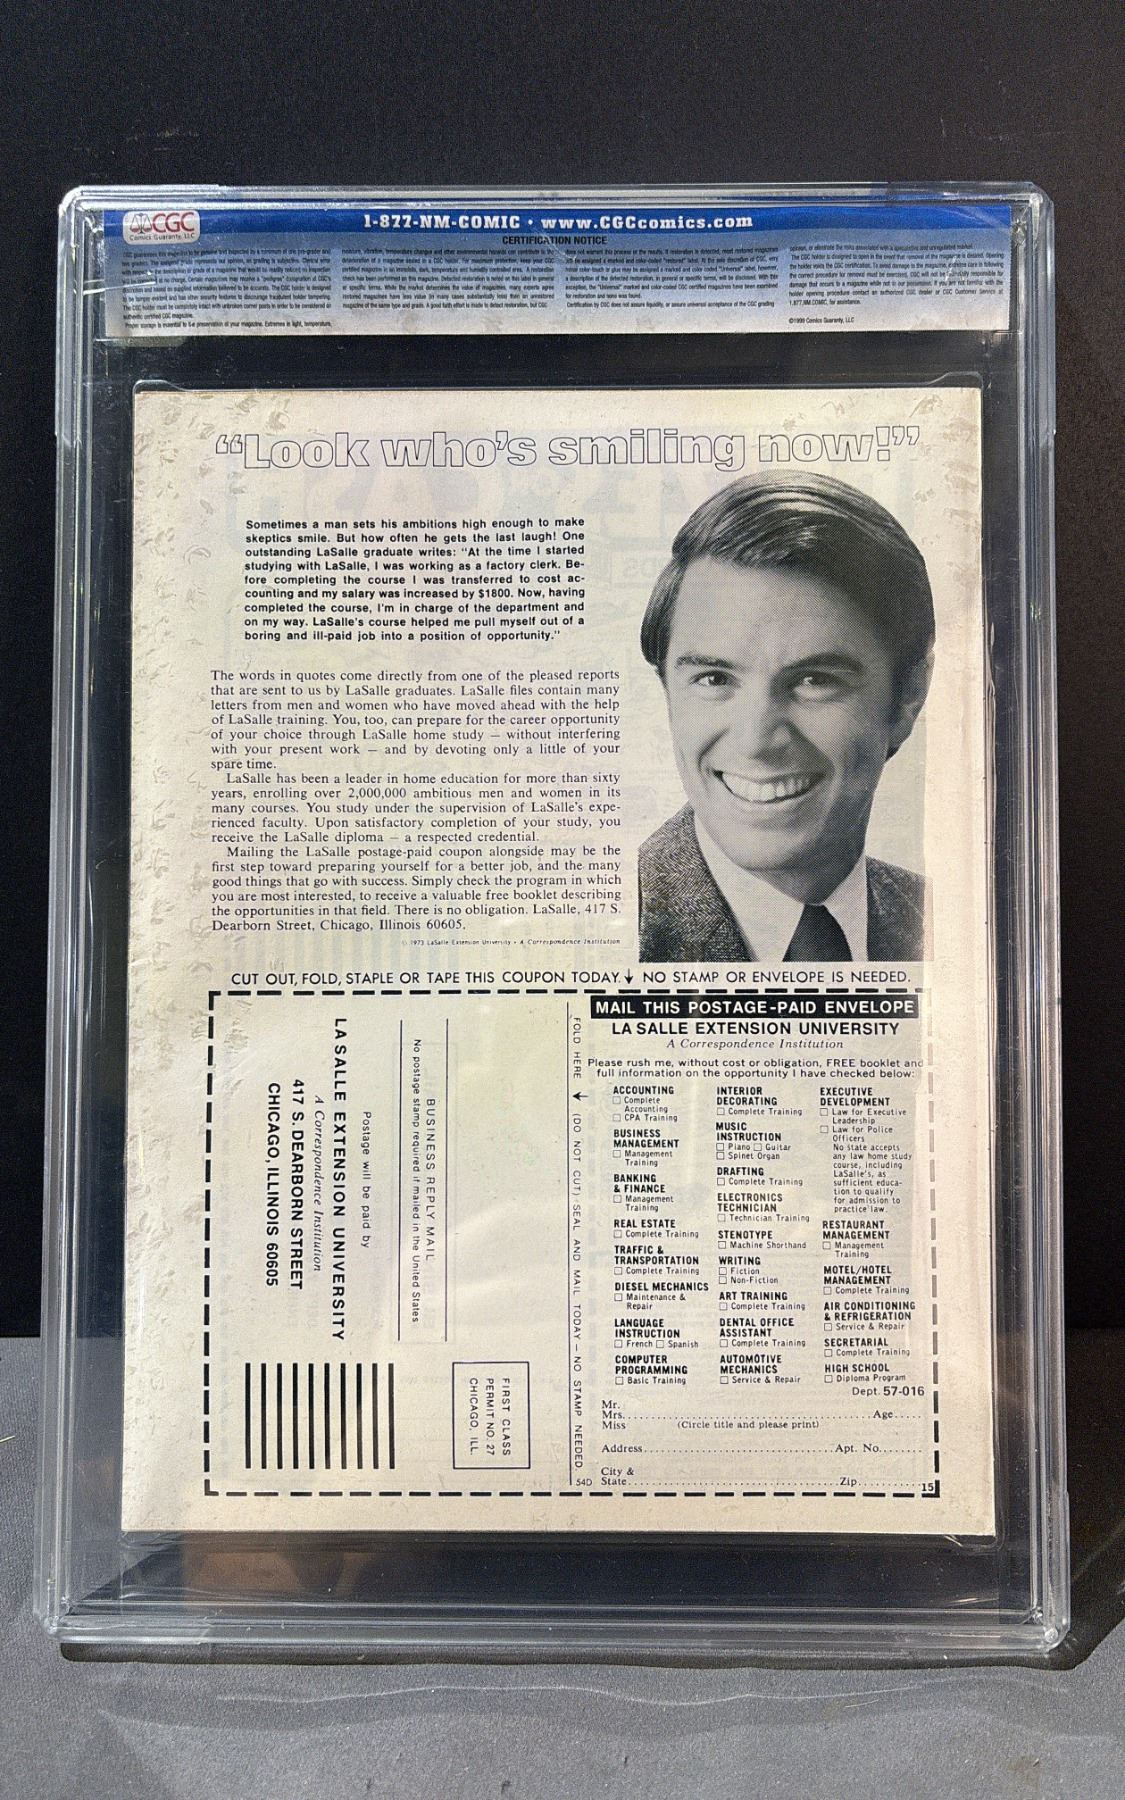 CGC
Comics Guaranty, LLC
1-877-NM-COMIC • www.CGCcomics.com
CERTIFICATION NOTICE
©1999 Comics Guaranty, LLC
“Look who's smiling now!”
Sometimes a man sets his ambitions high enough to make
skeptics smile. But how often he gets the last laugh! One
outstanding LaSalle graduate writes: “At the time I started
studying with LaSalle, I was working as a factory clerk. Be-
fore completing the course I was transferred to cost ac-
counting and my salary was increased by $1800. Now, having
completed the course, I'm in charge of the department and
on my way. LaSalle's course helped me pull myself out of a
boring and ill-paid job into a position of opportunity.”
The words in quotes come directly from one of the pleased reports
that are sent to us by LaSalle graduates. LaSalle files contain many
letters from men and women who have moved ahead with the help
of LaSalle training. You, too, can prepare for the career opportunity
of your choice through LaSalle home study — without interfering
with your present work — and by devoting only a little of your
spare time.
LaSalle has been a leader in home education for more than sixty
years, enrolling over 2,000,000 ambitious men and women in its
many courses. You study under the supervision of LaSalle's expe-
rienced faculty. Upon satisfactory completion of your study, you
receive the LaSalle diploma — a respected credential.
Mailing the LaSalle postage-paid coupon alongside may be the
first step toward preparing yourself for a better job, and the many
good things that go with success. Simply check the program in which
you are most interested, to receive a valuable free booklet describing
the opportunities in that field. There is no obligation. LaSalle, 417 S.
Dearborn Street, Chicago, Illinois 60605.
© 1973 LaSalle Extension University • A Correspondence Institution
CUT OUT, FOLD, STAPLE OR TAPE THIS COUPON TODAY. NO STAMP OR ENVELOPE IS NEEDED.
BUSINESS REPLY MAIL
No postage stamp required if mailed in the United States
Postage will be paid by
LA SALLE EXTENSION UNIVERSITY
A Correspondence Institution
417 S. DEARBORN STREET
CHICAGO, ILLINOIS 60605
FIRST CLASS
PERMIT NO. 27
CHICAGO, ILL.
FOLD HERE (DO NOT CUT), SEAL AND MAIL TODAY — NO STAMP NEEDED.
54D
MAIL THIS POSTAGE-PAID ENVELOPE
LA SALLE EXTENSION UNIVERSITY
A Correspondence Institution
Please rush me, without cost or obligation, FREE booklet and
full information on the opportunity I have checked below:
ACCOUNTING
Complete
Accounting
CPA Training
BUSINESS
MANAGEMENT
Management
Training
BANKING
& FINANCE
Management
Training
REAL ESTATE
Complete Training
TRAFFIC &
TRANSPORTATION
Complete Training
DIESEL MECHANICS
Maintenance &
Repair
LANGUAGE
INSTRUCTION
French Spanish
COMPUTER
PROGRAMMING
Basic Training
INTERIOR
DECORATING
Complete Training
MUSIC
INSTRUCTION
Piano Guitar
Spinet Organ
DRAFTING
Complete Training
ELECTRONICS
TECHNICIAN
Technician Training
STENOTYPE
Machine Shorthand
WRITING
Fiction
Non-Fiction
ART TRAINING
Complete Training
DENTAL OFFICE
ASSISTANT
Complete Training
AUTOMOTIVE
MECHANICS
Service & Repair
EXECUTIVE
DEVELOPMENT
Law for Executive
Leadership
Law for Police
Officers
No state accepts
any law home study
course, including
LaSalle's, as
sufficient educa-
tion to qualify
for admission to
practice law.
RESTAURANT
MANAGEMENT
Management
Training
MOTEL/HOTEL
MANAGEMENT
Complete Training
AIR CONDITIONING
& REFRIGERATION
Service & Repair
SECRETARIAL
Complete Training
HIGH SCHOOL
Diploma Program
Dept. 57-016
Mr.
Mrs. Age
Miss (Circle title and please print)
Address Apt. No.
City &
State Zip
15